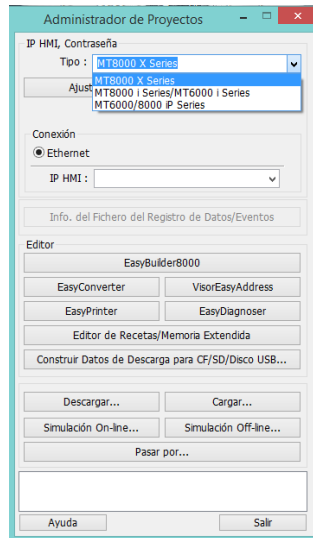 Administrador de Proyectos
IP HMI, Contraseña
Tipo : MT8000 X Series
MT8000 X Series
MT8000 i Series/MT6000 i Series
MT6000/8000 iP Series
Conexión
Ethernet
IP HMI :
Info. del Fichero del Registro de Datos/Eventos
Editor
EasyBuilder8000
EasyConverter VisorEasyAddress
EasyPrinter EasyDiagnoser
Editor de Recetas/Memoria Extendida
Construir Datos de Descarga para CF/SD/Disco USB...
Descargar... Cargar...
Simulación On-line... Simulación Off-line...
Pasar por...
Ayuda Salir